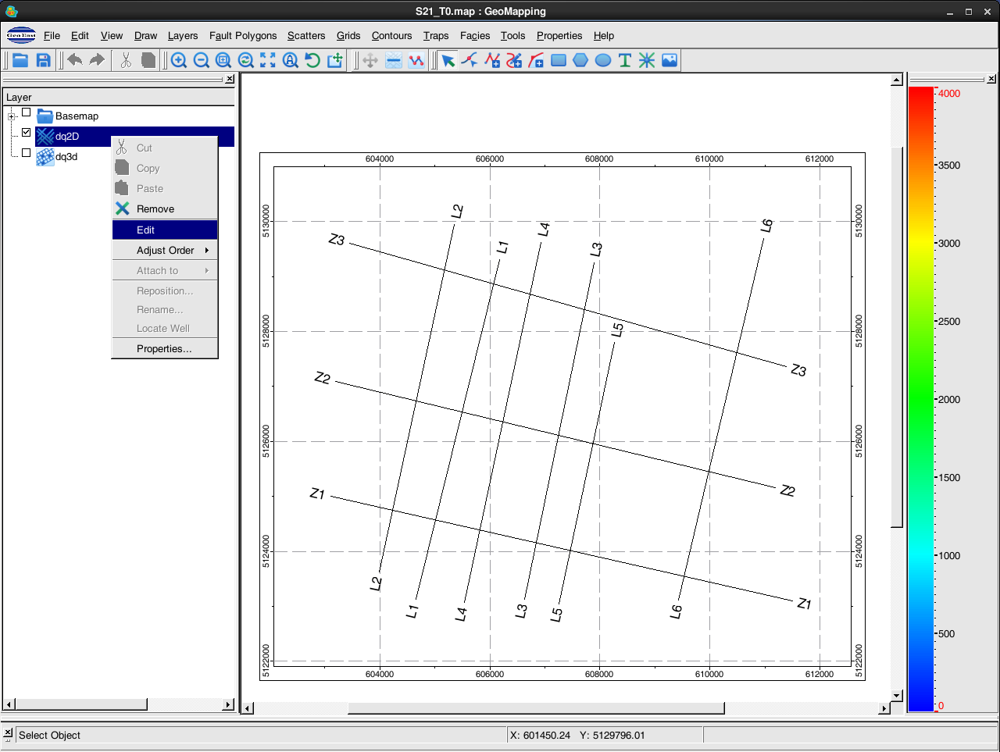 S21_T0.map : GeoMapping
GeoEast File Edit View Draw Layers Fault Polygons Scatters Grids Contours Traps Facies Tools Properties Help
Layer
Basemap
dq2D
dq3d
Cut
Copy
Paste
Remove
Edit
Adjust Order
Attach to
Reposition...
Rename...
Locate Well
Properties...
604000 606000 608000 610000 612000
5130000 5130000
5128000 5128000
5126000 5126000
5124000 5124000
5122000 5122000
L2 L4 L6
Z3 L1 L3
L5
Z3
Z2
Z2
Z1
L2
Z1
L1 L4 L3 L5 L6
604000 606000 608000 610000 612000
4000
3500
3000
2500
2000
1500
1000
500
0
Select Object X: 601450.24 Y: 5129796.01